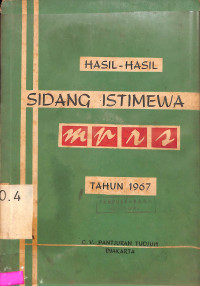 HASIL-HASIL
SIDANG ISTIMEWA
mprs
TAHUN 1967
0.4
C.V. PANTJURAN TUDJUH
DJAKARTA